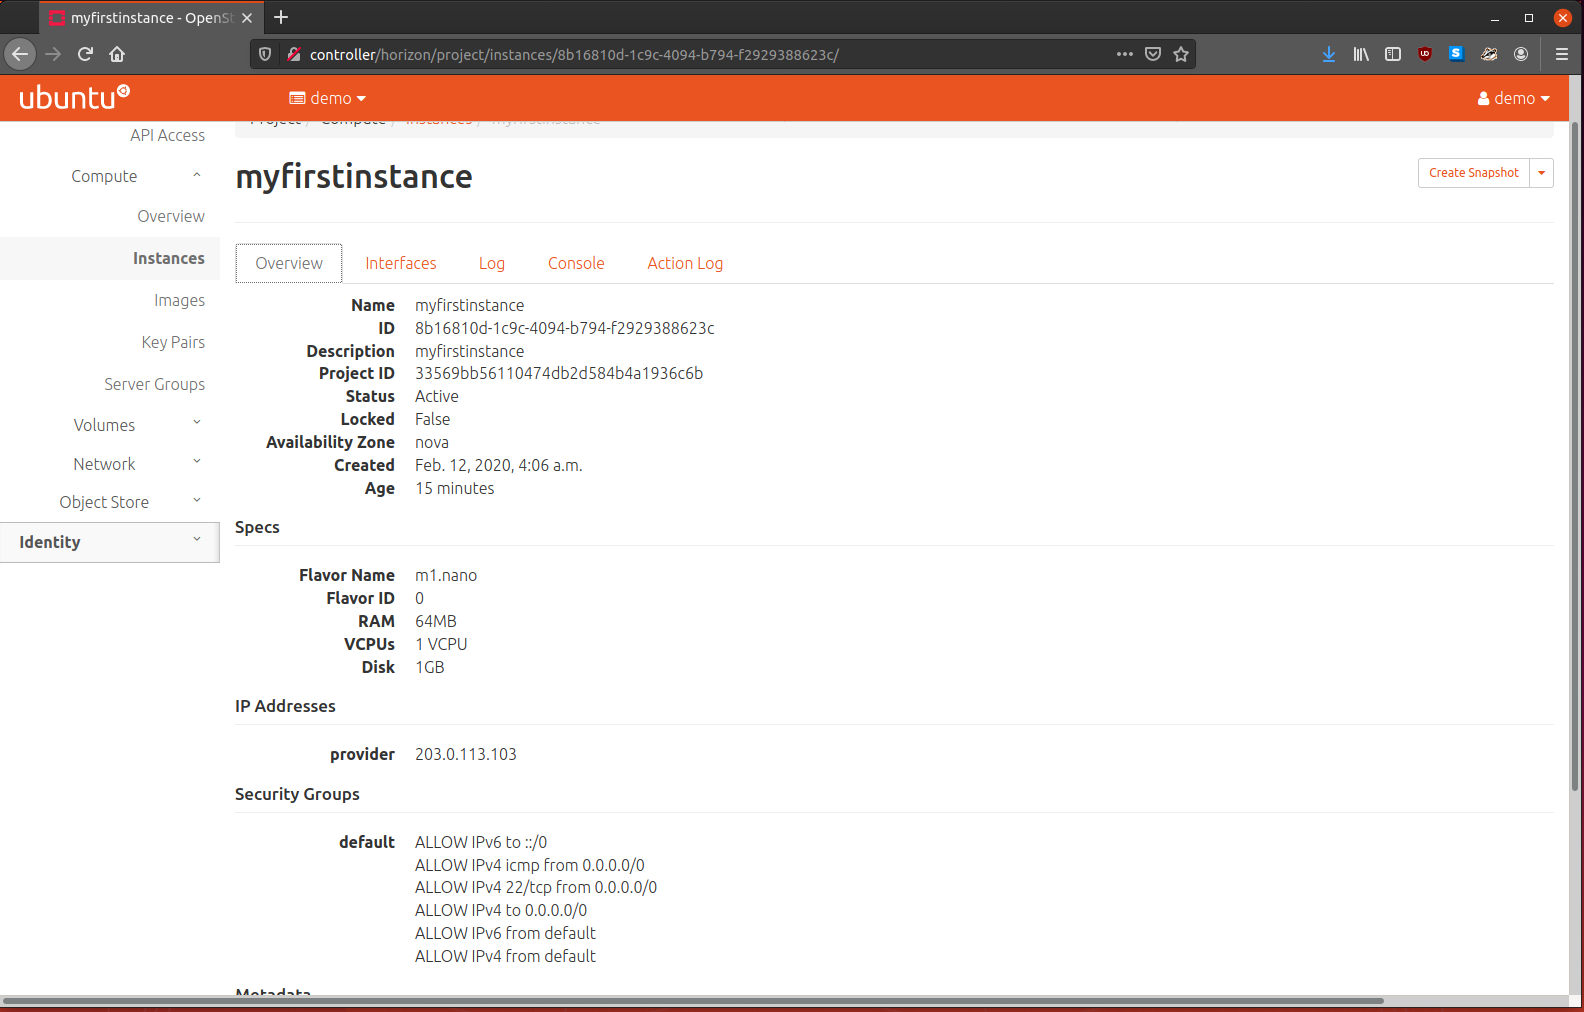 myfirstinstance - OpenSt
controller/horizon/project/instances/8b16810d-1c9c-4094-b794-f2929388623c/
ubuntu
demo
demo
Project / Compute / Instances / myfirstinstance
API Access
Compute
Overview
Instances
Images
Key Pairs
Server Groups
Volumes
Network
Object Store
Identity
myfirstinstance
Create Snapshot
Overview Interfaces Log Console Action Log
Name myfirstinstance
ID 8b16810d-1c9c-4094-b794-f2929388623c
Description myfirstinstance
Project ID 33569bb56110474db2d584b4a1936c6b
Status Active
Locked False
Availability Zone nova
Created Feb. 12, 2020, 4:06 a.m.
Age 15 minutes
Specs
Flavor Name m1.nano
Flavor ID 0
RAM 64MB
VCPUs 1 VCPU
Disk 1GB
IP Addresses
provider 203.0.113.103
Security Groups
default ALLOW IPv6 to ::/0
ALLOW IPv4 icmp from 0.0.0.0/0
ALLOW IPv4 22/tcp from 0.0.0.0/0
ALLOW IPv4 to 0.0.0.0/0
ALLOW IPv6 from default
ALLOW IPv4 from default
Metadata